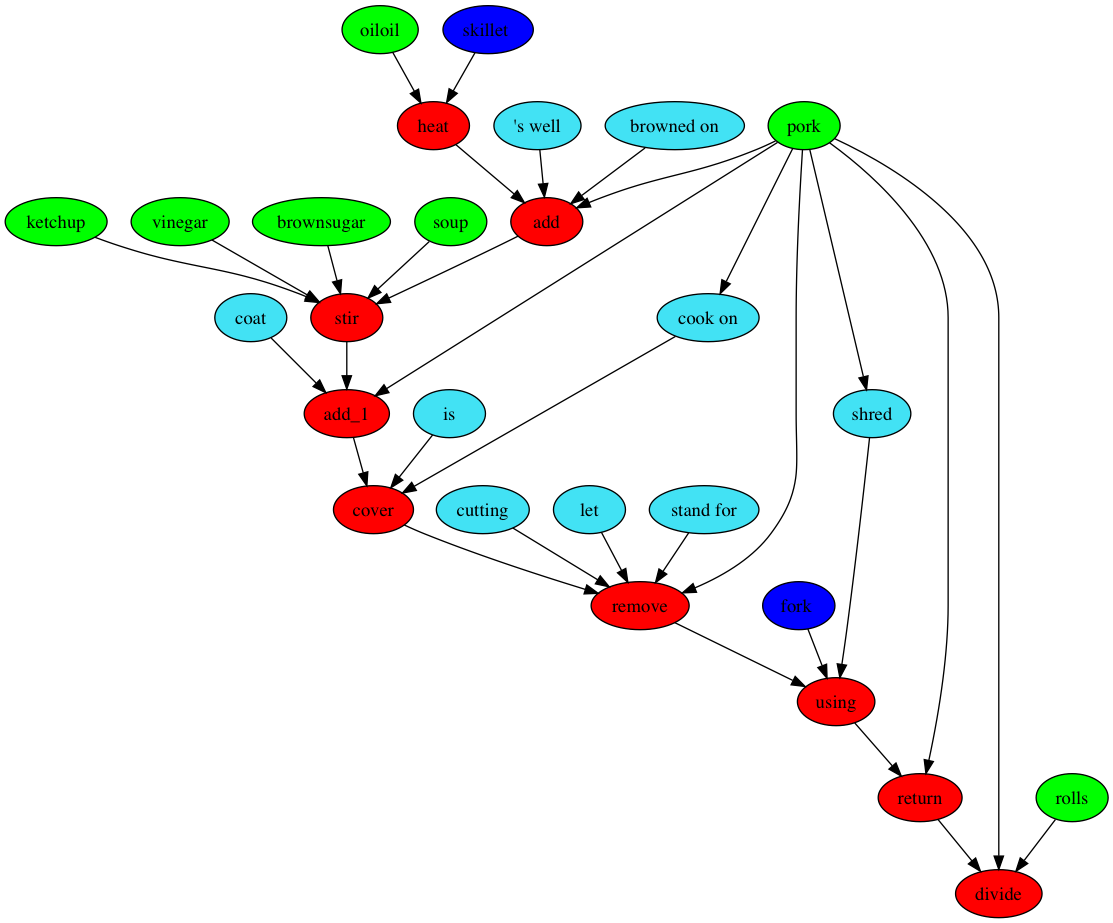 oiloil
skillet
heat
's well
browned on
pork
ketchup
vinegar
brownsugar
soup
add
coat
stir
cook on
add_1
is
shred
cover
cutting
let
stand for
remove
fork
using
return
rolls
divide